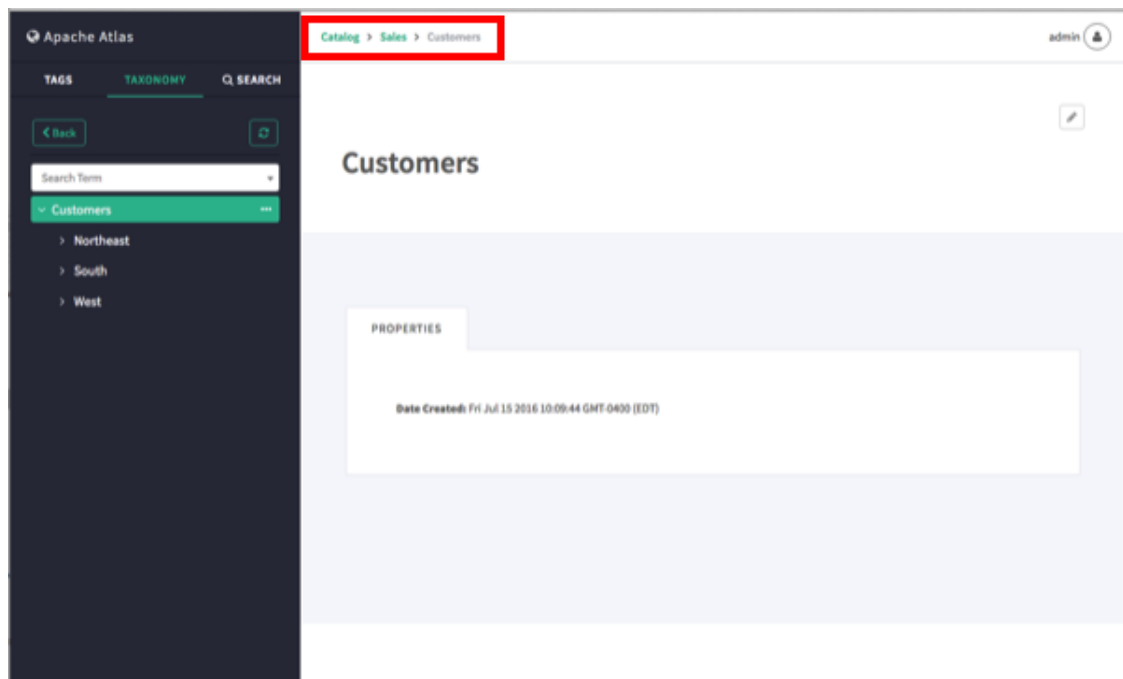 Apache Atlas
Catalog > Sales > Customers
admin
TAGS TAXONOMY SEARCH
Back
Search Term
Customers
Northeast
South
West
Customers
PROPERTIES
Date Created: Fri Jul 15 2016 10:09:44 GMT-0400 (EDT)